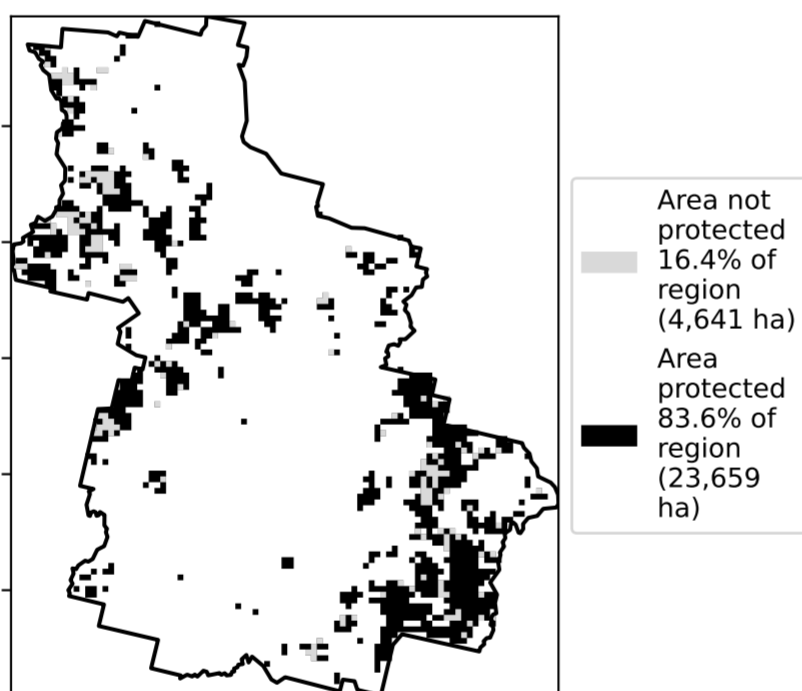 Area not
protected
16.4% of
region
(4,641 ha)
Area
protected
83.6% of
region
(23,659
ha)